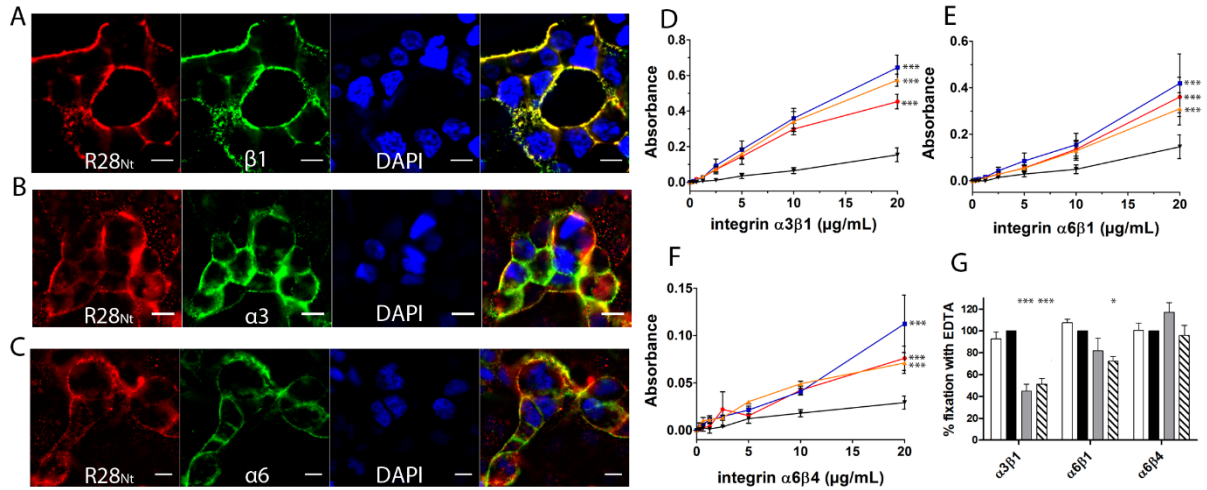 A
R28Nt
β1
DAPI
B
R28Nt
α3
DAPI
C
R28Nt
α6
DAPI
D
Absorbance
0.8
0.6
0.4
0.2
0.0
0
5
10
15
20
***
***
***
integrin α3β1 (µg/mL)
E
Absorbance
0.6
0.4
0.2
0.0
0
5
10
15
20
***
***
***
integrin α6β1 (µg/mL)
F
Absorbance
0.15
0.10
0.05
0.00
0
5
10
15
20
***
***
***
integrin α6β4 (µg/mL)
G
% fixation with EDTA
120
100
80
60
40
20
0
*** ***
*
α3β1
α6β1
α6β4